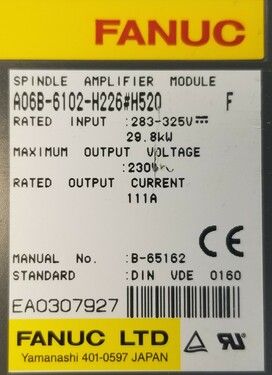 FANUC
SPINDLE AMPLIFIER MODULE
A06B-6102-H226#H520 F
RATED INPUT :283-325V⎓
29.8kW
MAXIMUM OUTPUT VOLTAGE
:230V~
RATED OUTPUT CURRENT
111A
MANUAL No. :B-65162
STANDARD :DIN VDE 0160
CE
EA0307927
FANUC LTD
Yamanashi 401-0597 JAPAN